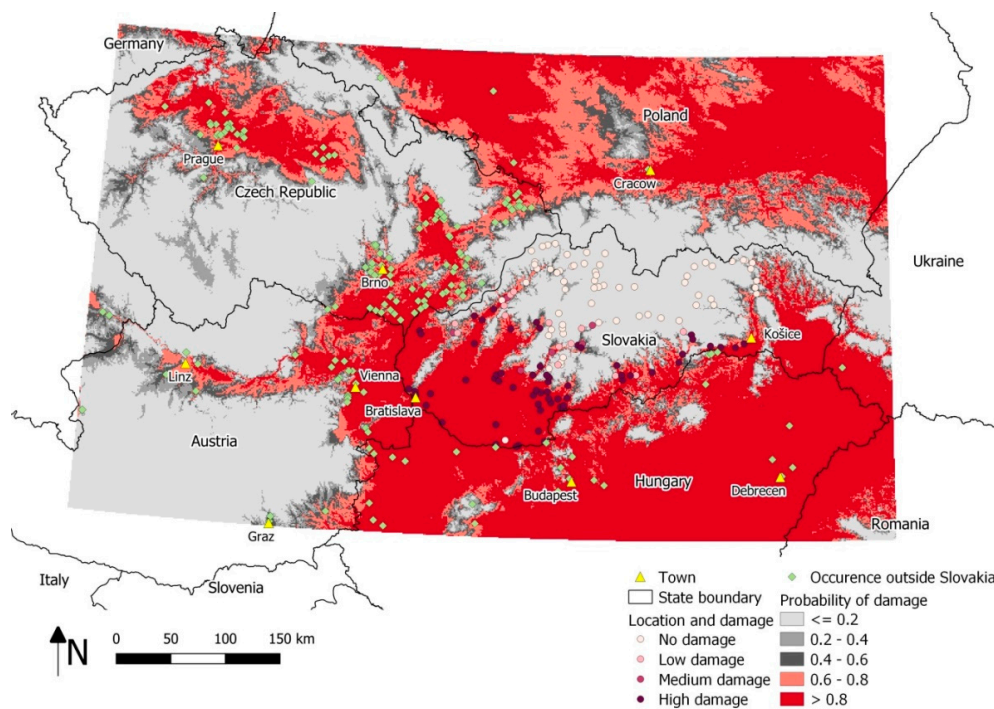 Germany
Poland
Prague
Cracow
Czech Republic
Ukraine
Brno
Slovakia
Košice
Linz
Vienna
Bratislava
Austria
Hungary
Budapest
Debrecen
Romania
Graz
Italy
Slovenia
N
0 50 100 150 km
Town
State boundary
Location and damage
No damage
Low damage
Medium damage
High damage
Occurence outside Slovakia
Probability of damage
<= 0.2
0.2 - 0.4
0.4 - 0.6
0.6 - 0.8
> 0.8